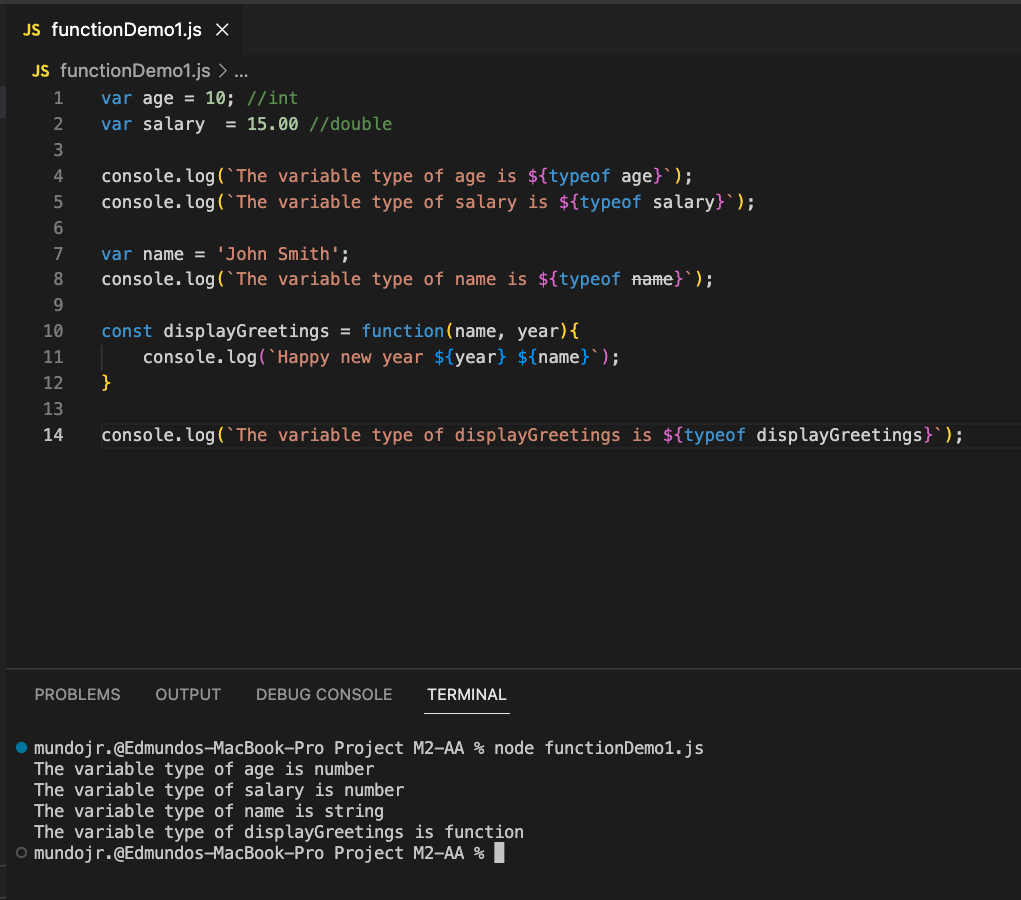 JS functionDemo1.js ×
JS functionDemo1.js > ...
1 var age = 10; //int
2 var salary  = 15.00 //double
3
4 console.log(`The variable type of age is ${typeof age}`);
5 console.log(`The variable type of salary is ${typeof salary}`);
6
7 var name = 'John Smith';
8 console.log(`The variable type of name is ${typeof name}`);
9
10 const displayGreetings = function(name, year){
11     console.log(`Happy new year ${year} ${name}`);
12 }
13
14 console.log(`The variable type of displayGreetings is ${typeof displayGreetings}`);
PROBLEMS OUTPUT DEBUG CONSOLE TERMINAL
mundojr.@Edmundos-MacBook-Pro Project M2-AA % node functionDemo1.js
The variable type of age is number
The variable type of salary is number
The variable type of name is string
The variable type of displayGreetings is function
mundojr.@Edmundos-MacBook-Pro Project M2-AA %